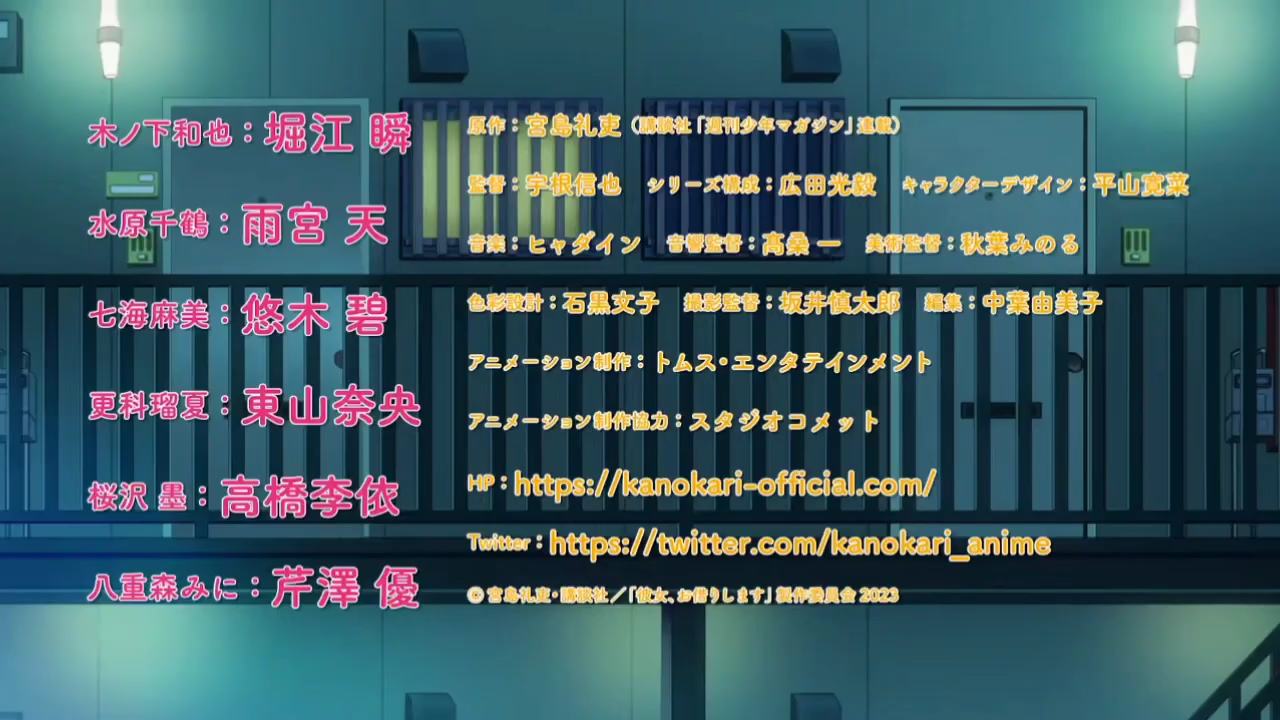 木ノ下和也：堀江 瞬
水原千鶴：雨宮 天
七海麻美：悠木 碧
更科瑠夏：東山奈央
桜沢 墨：高橋李依
八重森みに：芹澤 優
原作：宮島礼吏（講談社「週刊少年マガジン」連載）
監督：宇根信也 シリーズ構成：広田光毅 キャラクターデザイン：平山寛菜
音楽：ヒャダイン 音響監督：髙桑 一 美術監督：秋葉みのる
色彩設計：石黒文子 撮影監督：坂井慎太郎 編集：中葉由美子
アニメーション制作：トムス・エンタテインメント
アニメーション制作協力：スタジオコメット
HP：https://kanokari-official.com/
Twitter：https://twitter.com/kanokari_anime
©宮島礼吏・講談社／「彼女、お借りします」製作委員会2023